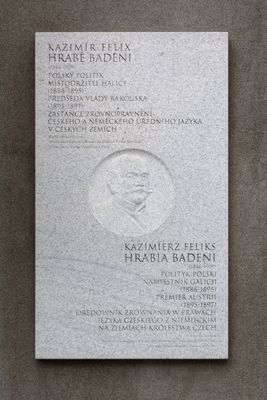 KAZIMÍR FELIX
HRABĚ BADENI
POLSKÝ POLITIK
MÍSTODRŽITEL HALIČE
(1888-1895)
PŘEDSEDA VLÁDY RAKOUSKA
(1895-1897)
ZASTÁNCE ZROVNOPRÁVNĚNÍ
ČESKÉHO A NĚMECKÉHO ÚŘEDNÍHO JAZYKA
V ČESKÝCH ZEMÍCH
KAZIMIERZ FELIKS
HRABIA BADENI
POLITYK POLSKI
NAMIESTNIK GALICJI
(1888-1895)
PREMIER AUSTRII
(1895-1897)
ORĘDOWNIK ZRÓWNANIA W PRAWACH
JĘZYKA CZESKIEGO Z NIEMIECKIM
NA ZIEMIACH KRÓLESTWA CZECH